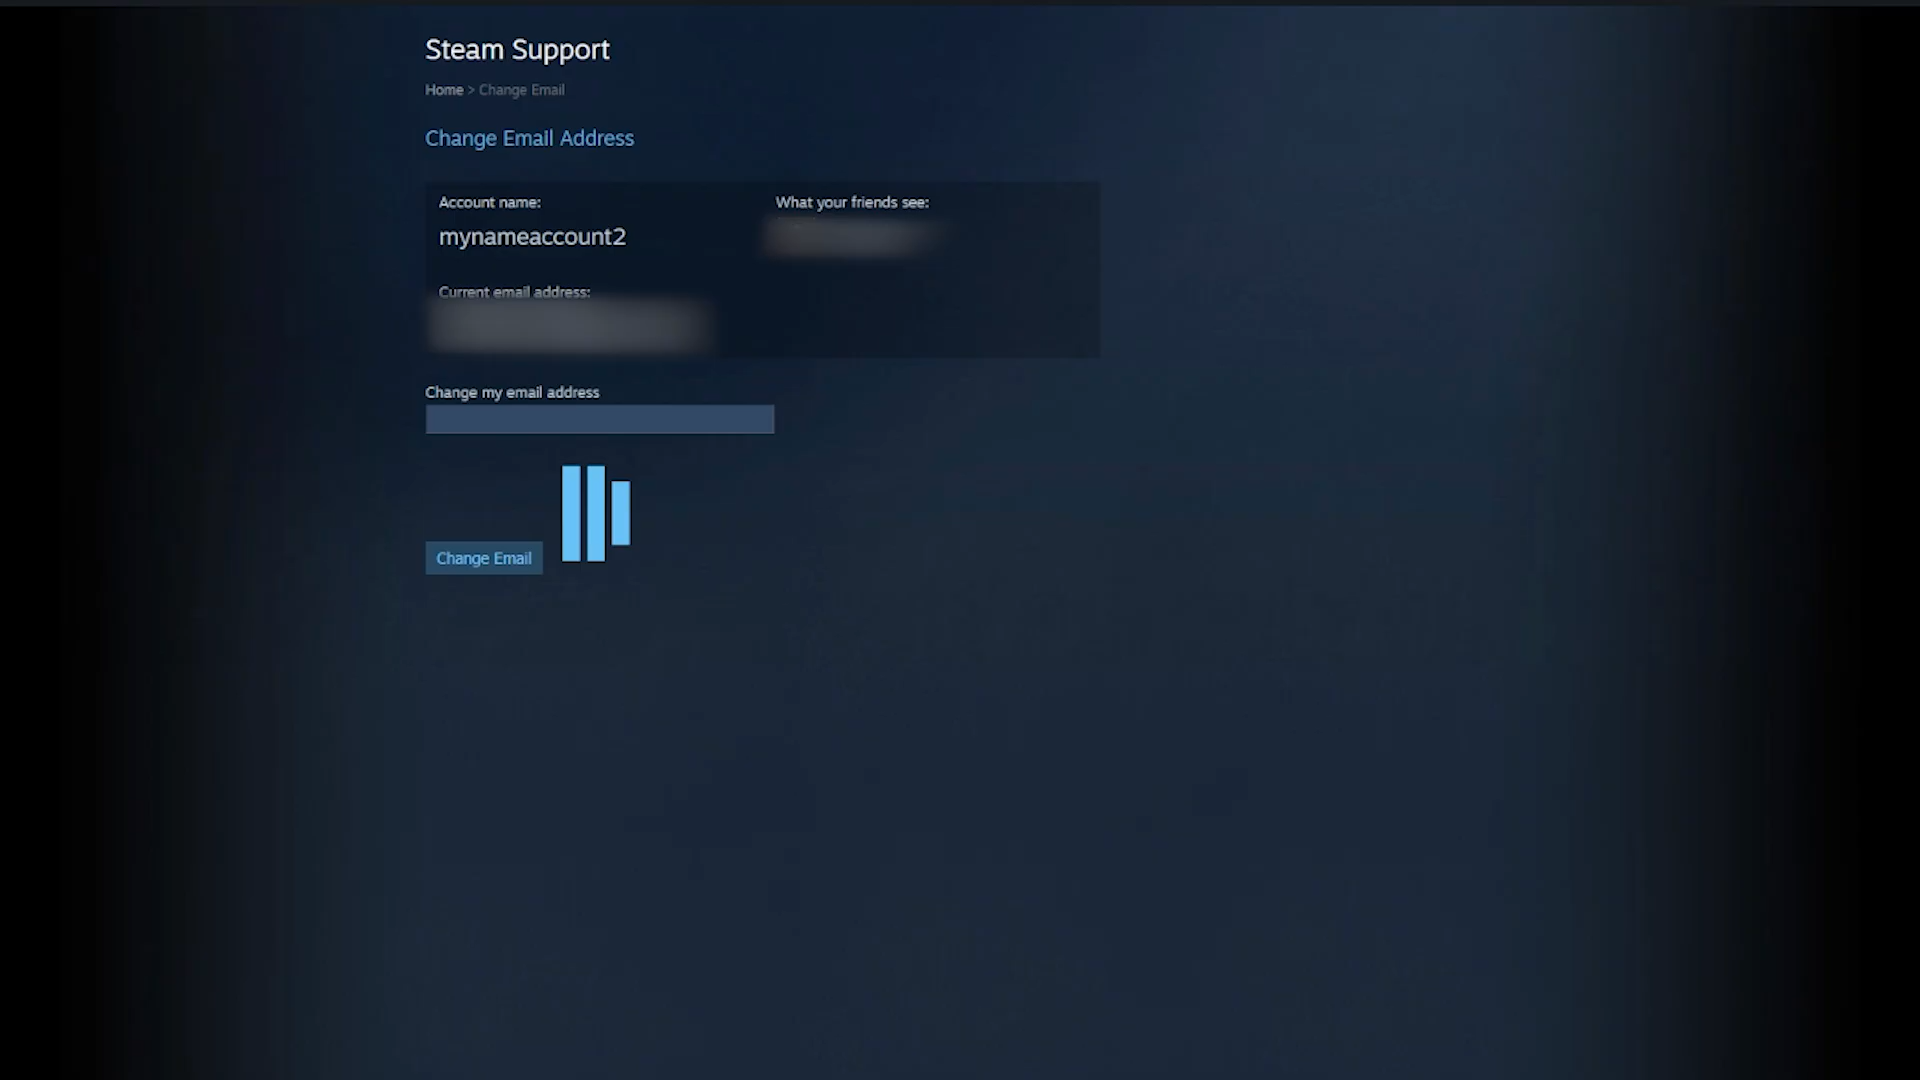 Steam Support
Home > Change Email
Change Email Address
Account name:
What your friends see:
mynameaccount2
Current email address:
Change my email address
Change Email